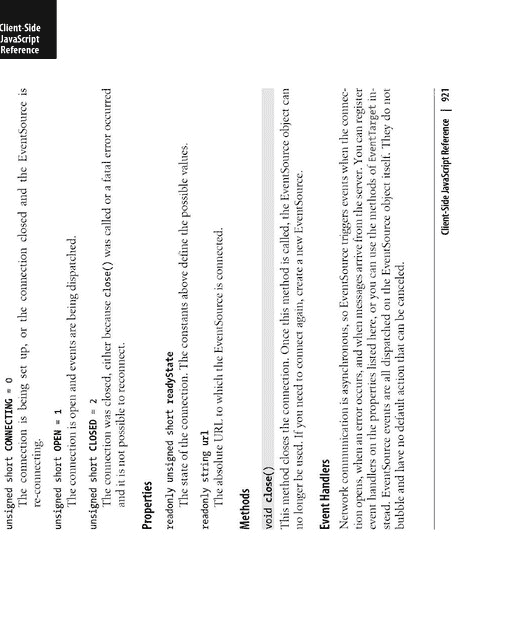 Client-Side
JavaScript
Reference
unsigned short CONNECTING = 0
The connection is being set up, or the connection closed and the EventSource is
re-connecting.
unsigned short OPEN = 1
The connection is open and events are being dispatched.
unsigned short CLOSED = 2
The connection was closed, either because close() was called or a fatal error occurred
and it is not possible to reconnect.
Properties
readonly unsigned short readyState
The state of the connection. The constants above define the possible values.
readonly string url
The absolute URL to which the EventSource is connected.
Methods
void close()
This method closes the connection. Once this method is called, the EventSource object can
no longer be used. If you need to connect again, create a new EventSource.
Event Handlers
Network communication is asynchronous, so EventSource triggers events when the connec-
tion opens, when an error occurs, and when messages arrive from the server. You can register
event handlers on the properties listed here, or you can use the methods of EventTarget in-
stead. EventSource events are all dispatched on the EventSource object itself. They do not
bubble and have no default action that can be canceled.
Client-Side JavaScript Reference | 921